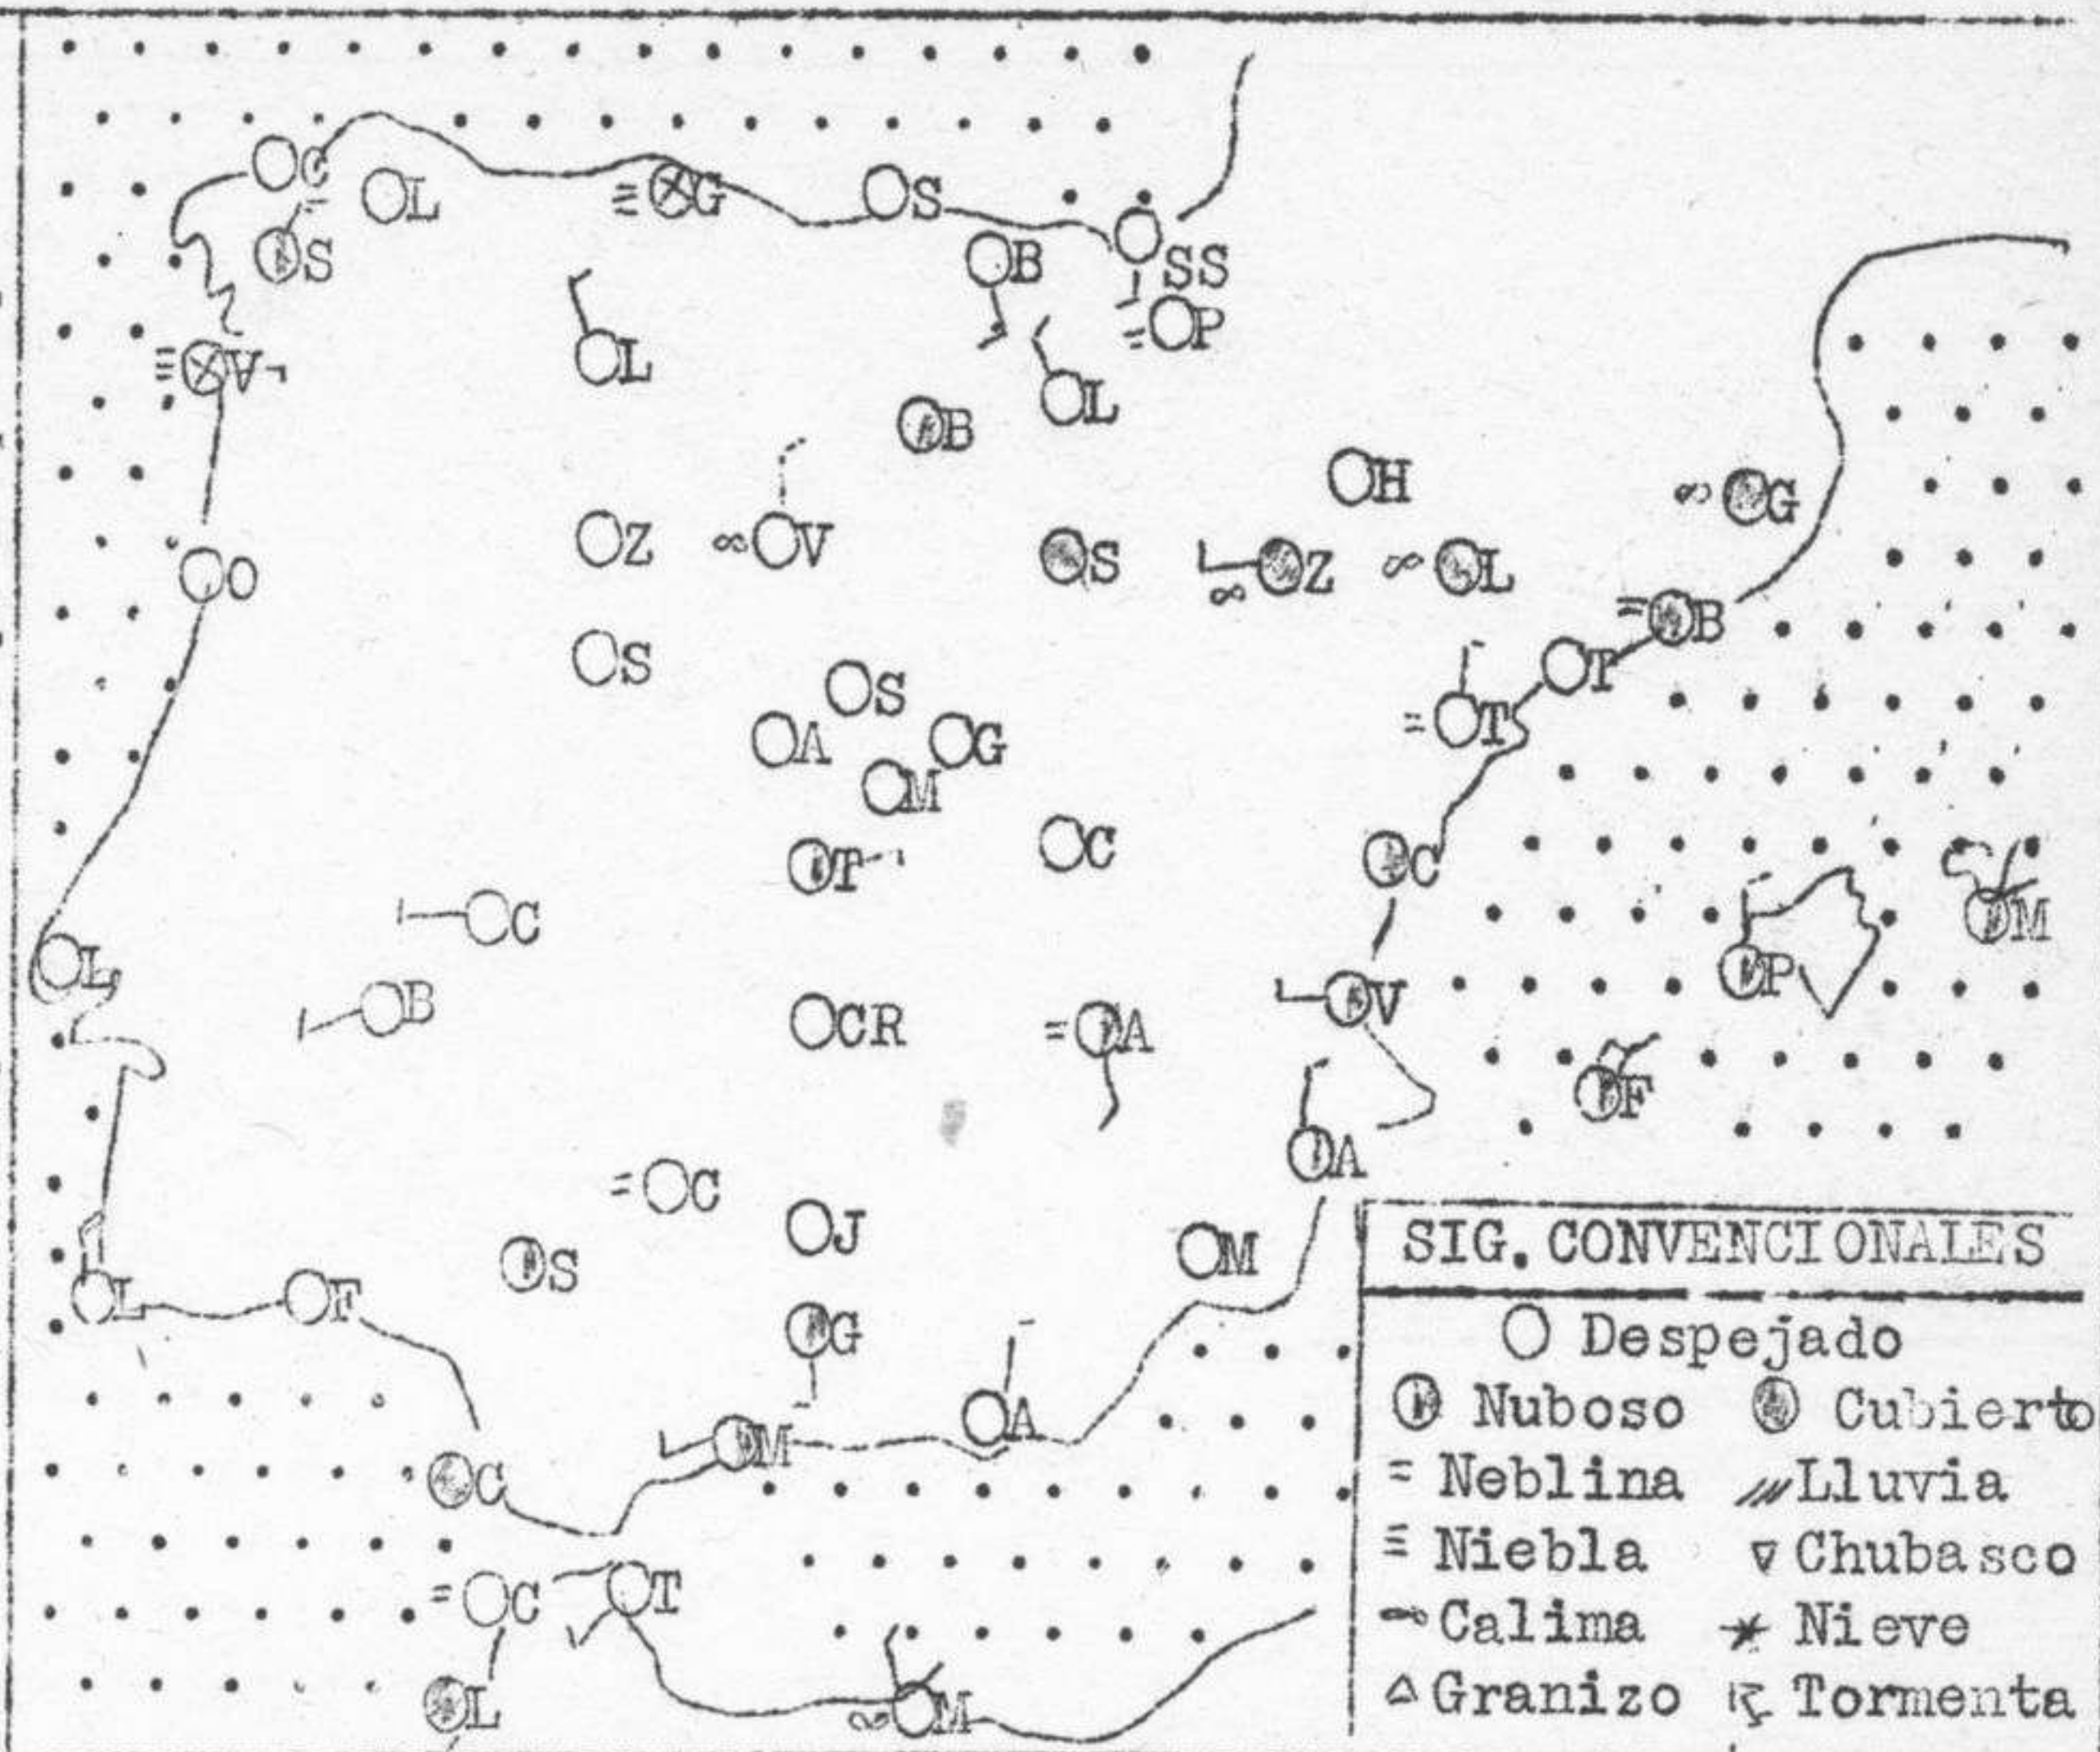 C
L
G
S
S
B
SS
P
L
V
L
B
H
G
Z
V
S
Z
L
O
B
S
S
T
A
G
T
M
T
C
C
C
M
L
B
P
CR
A
V
F
A
C
S
J
M
L
F
G
A
M
C
C
T
L
M
SIG. CONVENCIONALES
Despejado
Nuboso Cubierto
Neblina Lluvia
Niebla Chubasco
Calima Nieve
Granizo Tormenta